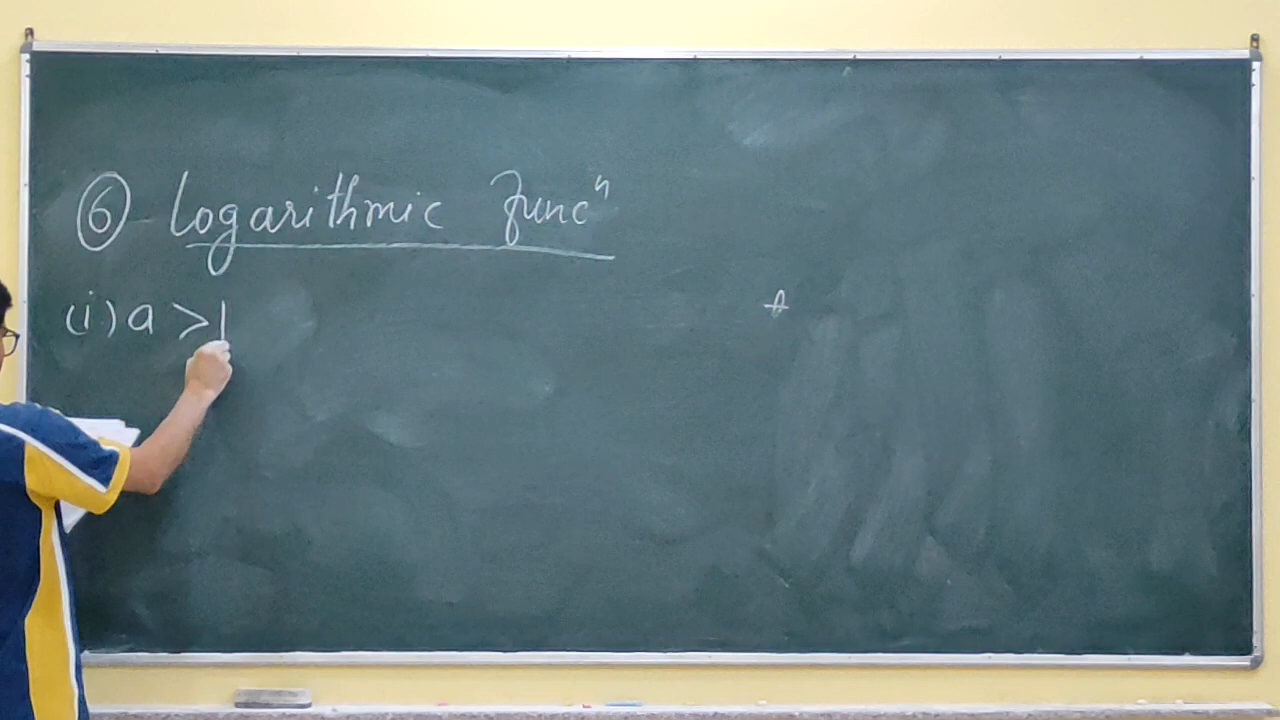 ⑥ Logarithmic funcⁿ
(i) a > 1